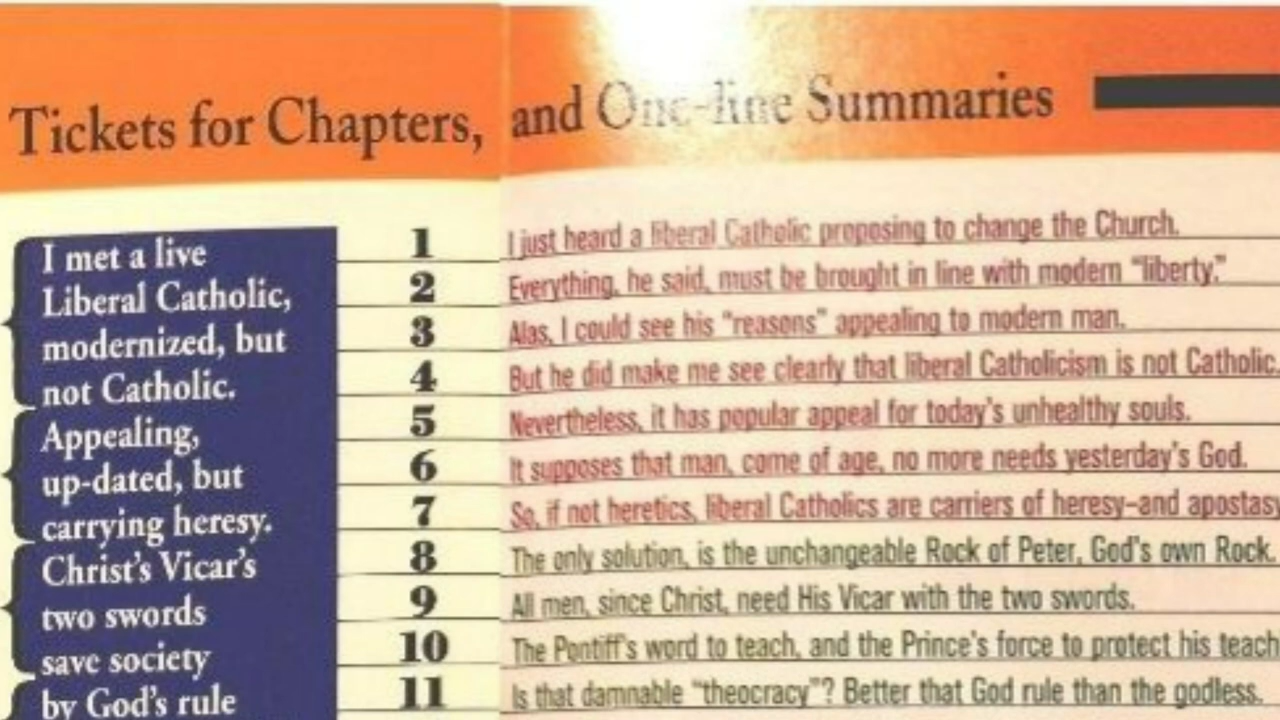 Tickets for Chapters, and One-line Summaries
I met a live
Liberal Catholic,
modernized, but
not Catholic.
Appealing,
up-dated, but
carrying heresy.
Christ's Vicar's
two swords
save society
by God's rule
1 I just heard a liberal Catholic proposing to change the Church.
2 Everything, he said, must be brought in line with modern "liberty."
3 Alas, I could see his "reasons" appealing to modern man.
4 But he did make me see clearly that liberal Catholicism is not Catholic.
5 Nevertheless, it has popular appeal for today's unhealthy souls.
6 It supposes that man, come of age, no more needs yesterday's God.
7 So, if not heretics, liberal Catholics are carriers of heresy–and apostasy
8 The only solution, is the unchangeable Rock of Peter, God's own Rock.
9 All men, since Christ, need His Vicar with the two swords.
10 The Pontiff's word to teach, and the Prince's force to protect his teach
11 Is that damnable "theocracy"? Better that God rule than the godless.